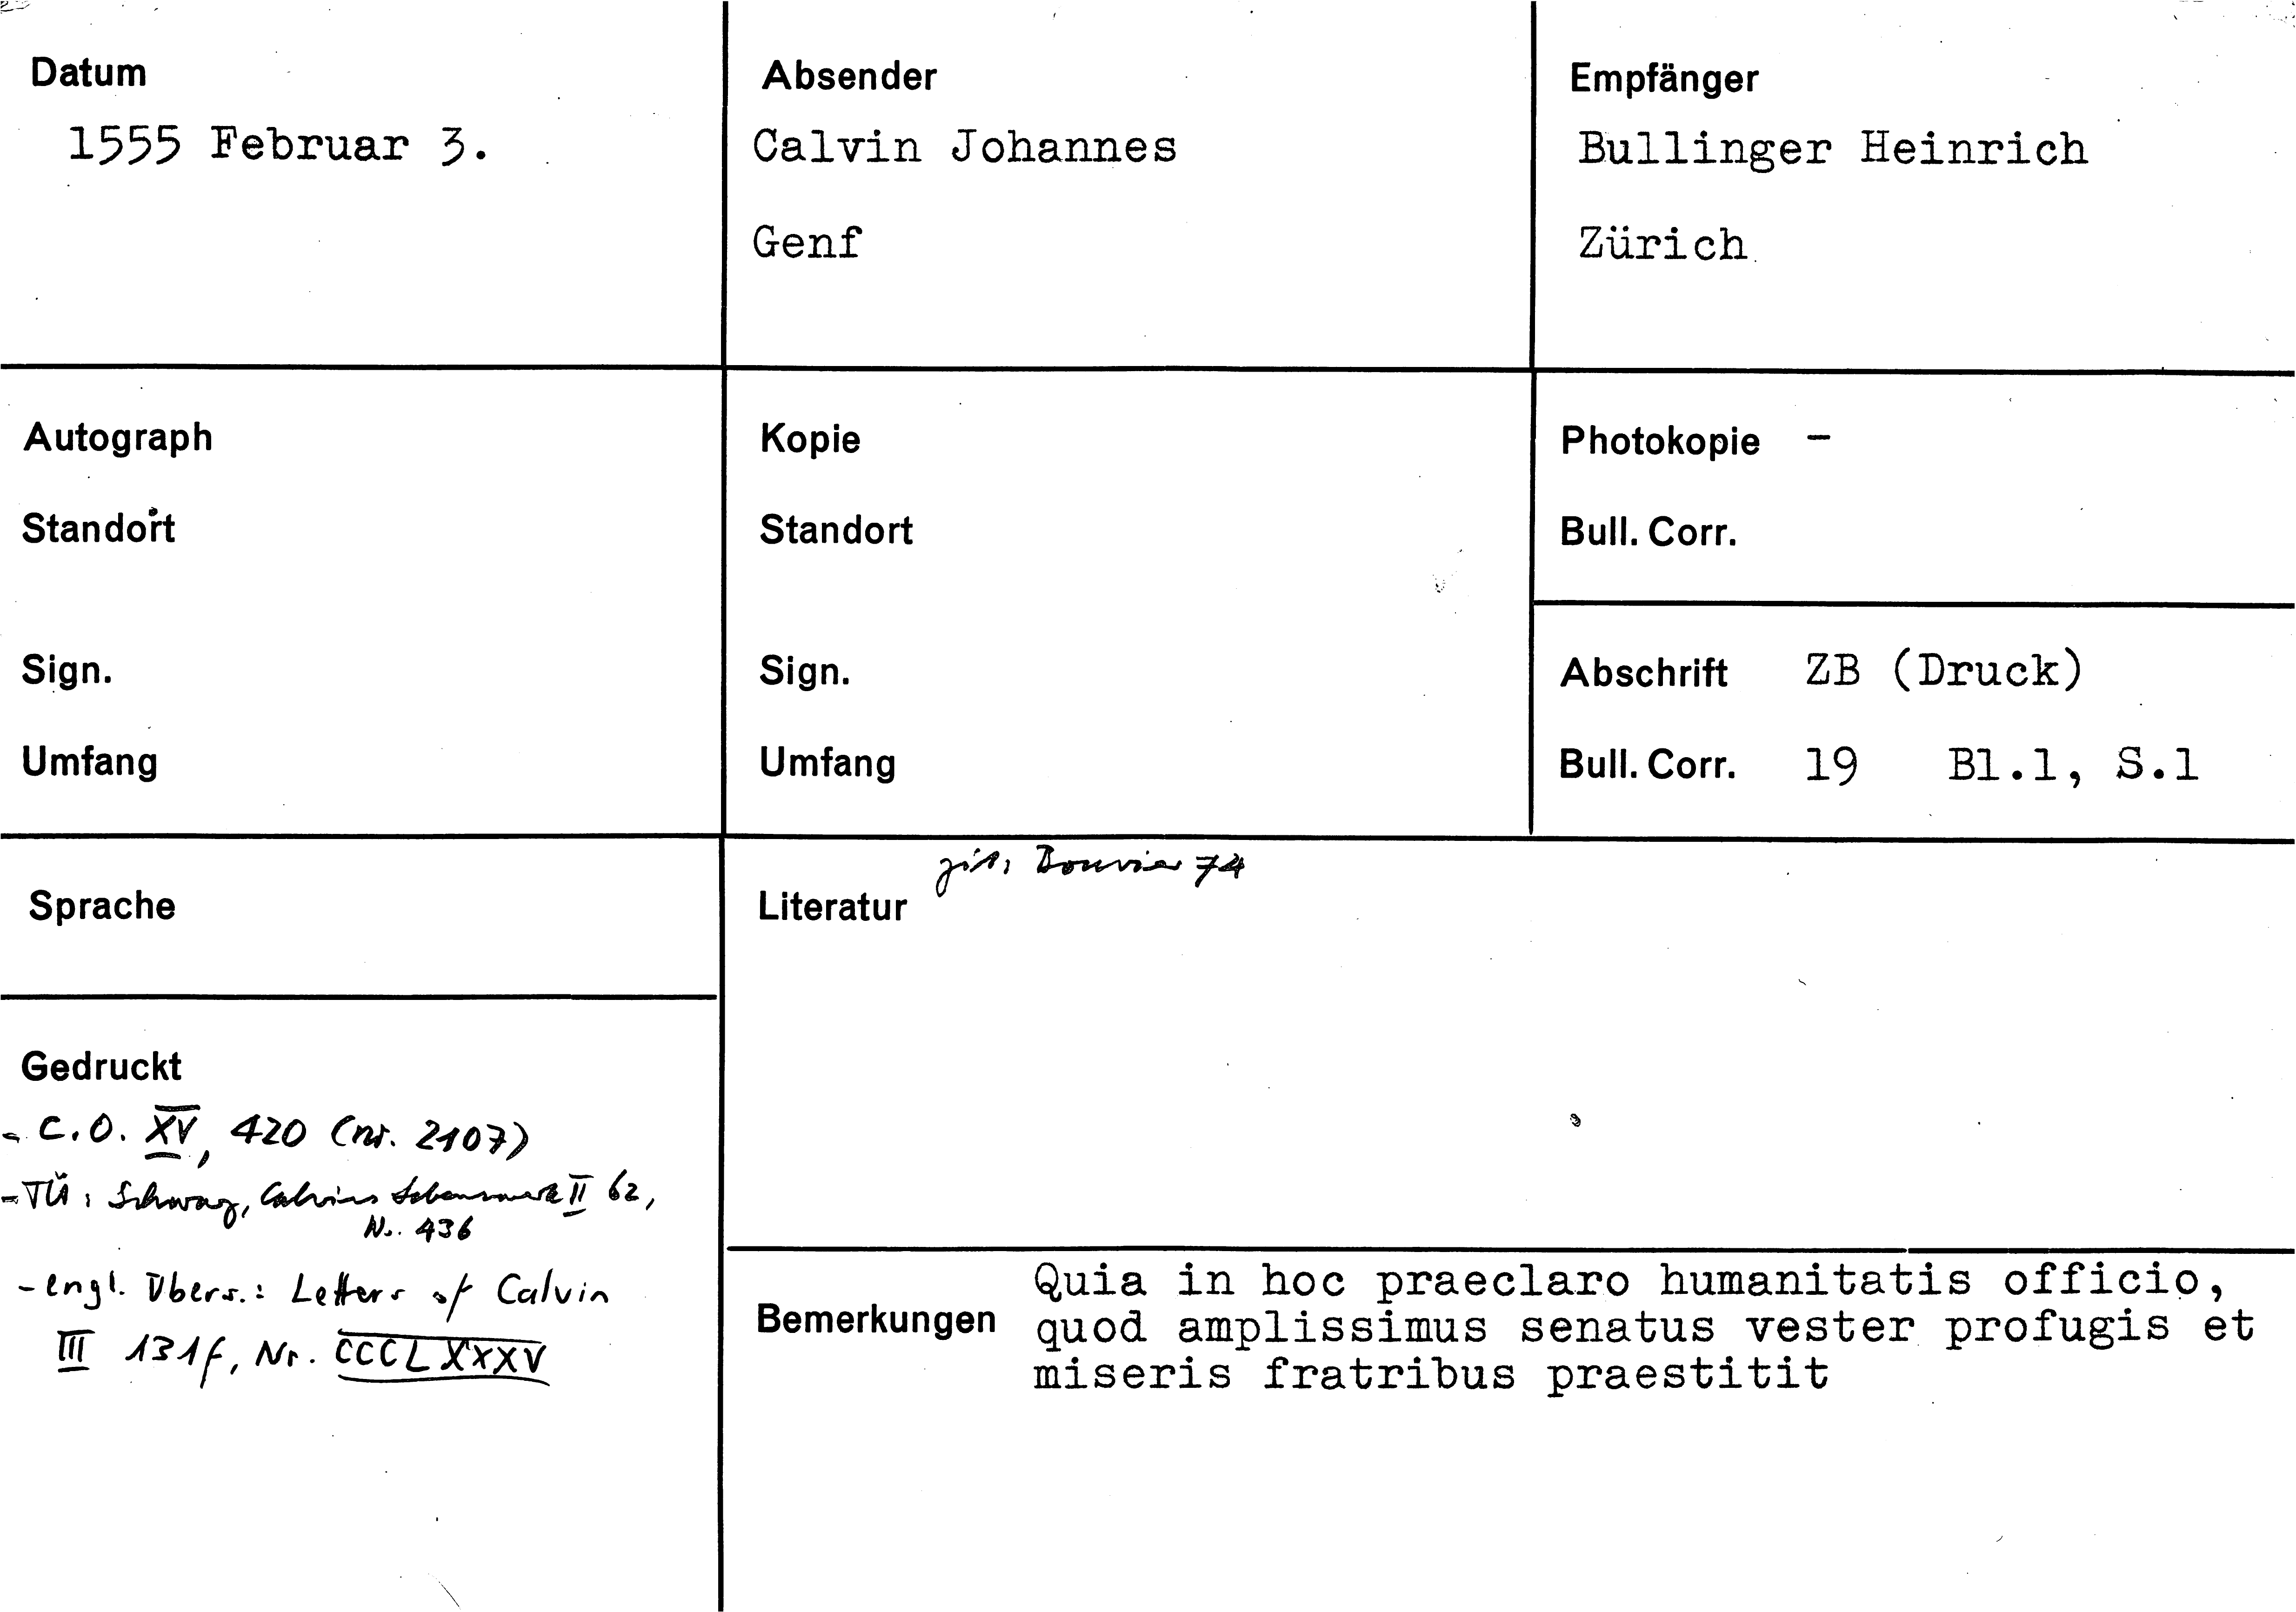 Datum
1555 Februar 3.
Absender
Calvin Johannes
Genf
Empfänger
Bullinger Heinrich
Zürich
Autograph
Standort
Sign.
Umfang
Kopie
Standort
Sign.
Umfang
Photokopie -
Bull. Corr.
Abschrift ZB (Druck)
Bull. Corr. 19 Bl.1, S.1
Sprache
zit. Bouvier 74
Literatur
Gedruckt
- C.O. XV, 420 (nr. 2107)
- TÜ: Schwarz, Calvins Lebenswerk II 62,
Nr. 436
- engl. Übers.: Letters of Calvin
III 131f, Nr. CCCLXXXV
Bemerkungen
Quia in hoc praeclaro humanitatis officio,
quod amplissimus senatus vester profugis et
miseris fratribus praestitit